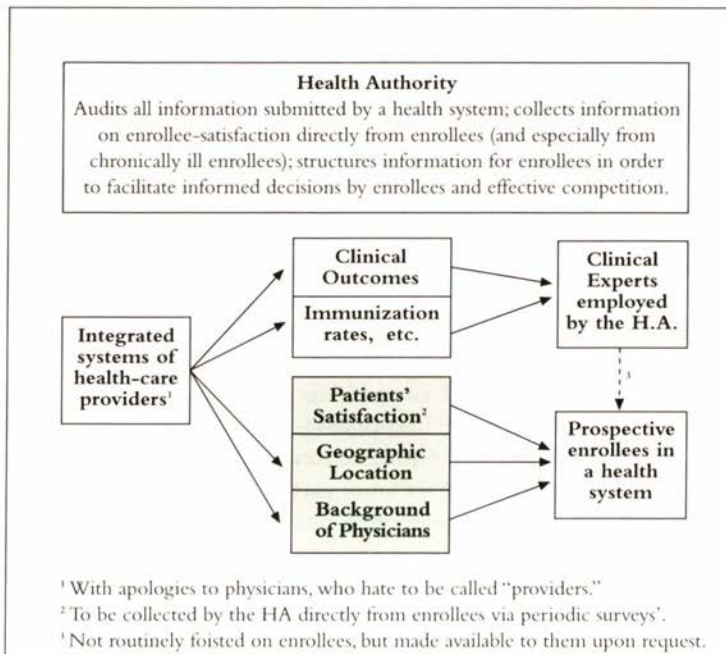 Health Authority
Audits all information submitted by a health system; collects information
on enrollee-satisfaction directly from enrollees (and especially from
chronically ill enrollees); structures information for enrollees in order
to facilitate informed decisions by enrollees and effective competition.
Integrated
systems of
health-care
providers¹
Clinical
Outcomes
Immunization
rates, etc.
Patients'
Satisfaction²
Geographic
Location
Background
of Physicians
Clinical
Experts
employed
by the H.A.
3
Prospective
enrollees in
a health
system
¹ With apologies to physicians, who hate to be called "providers."
² To be collected by the HA directly from enrollees via periodic surveys'.
³ Not routinely foisted on enrollees, but made available to them upon request.